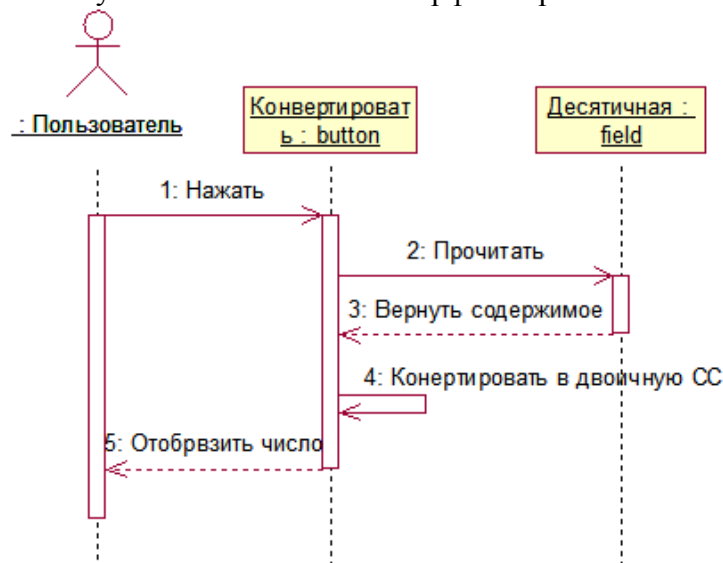 : Пользователь
Конвертироват
ь : button
Десятичная :
field
1: Нажать
2: Прочитать
3: Вернуть содержимое
4: Конертировать в двоичную СС
5: Отобрвзить число